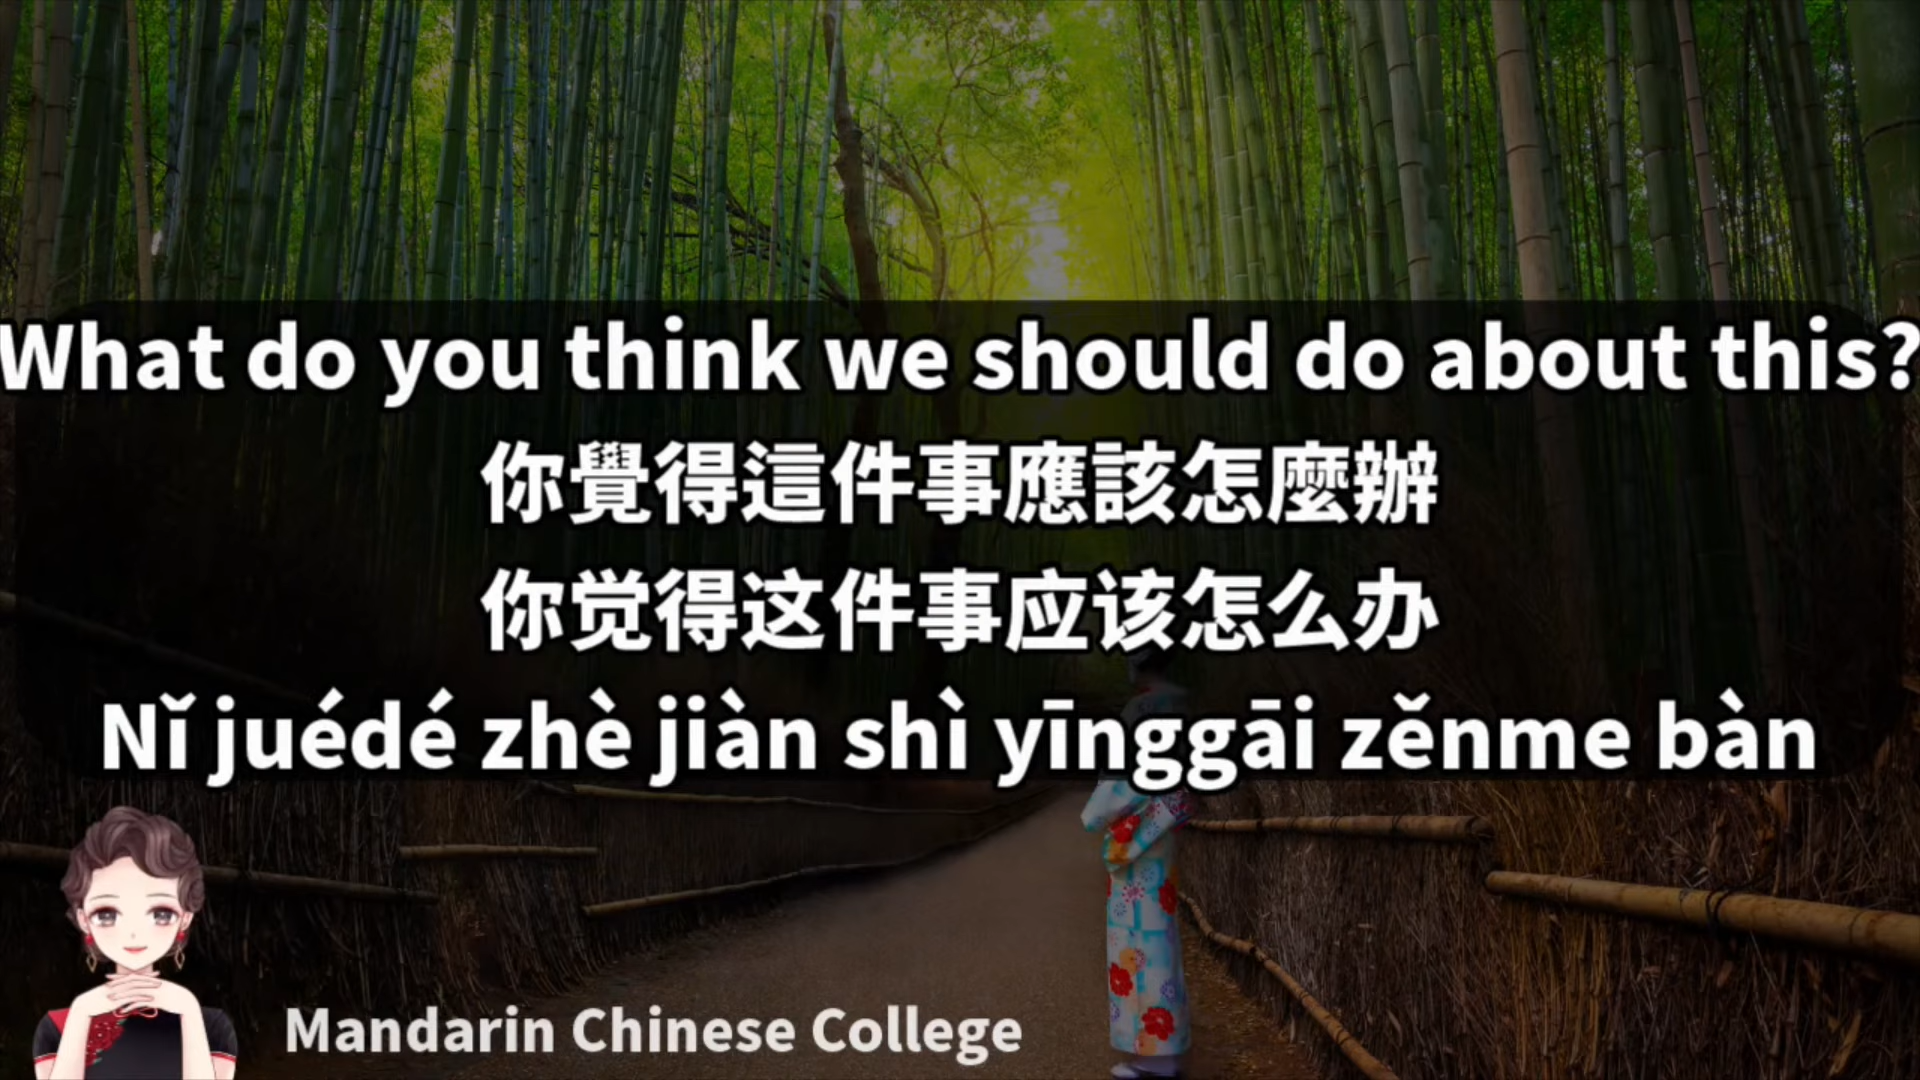 What do you think we should do about this?
你覺得這件事應該怎麼辦
你觉得这件事应该怎么办
Nǐ juédé zhè jiàn shì yīnggāi zěnme bàn
Mandarin Chinese College